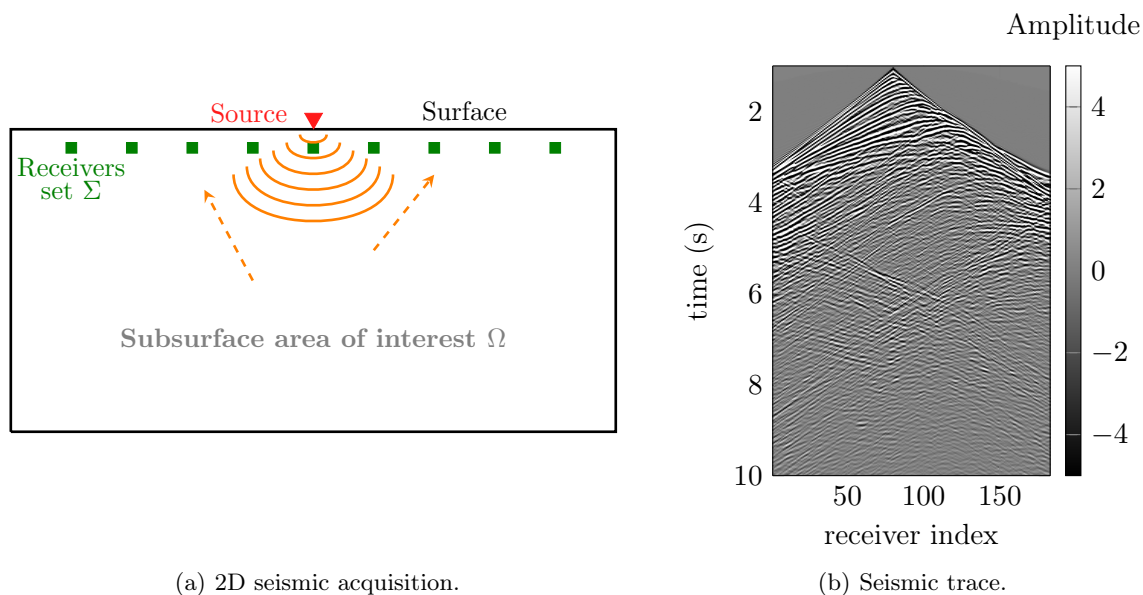 Source
Surface
Receivers
set Σ
Subsurface area of interest Ω
(a) 2D seismic acquisition.
Amplitude
2
4
6
8
10
time (s)
50 100 150
receiver index
4
2
0
−2
−4
(b) Seismic trace.